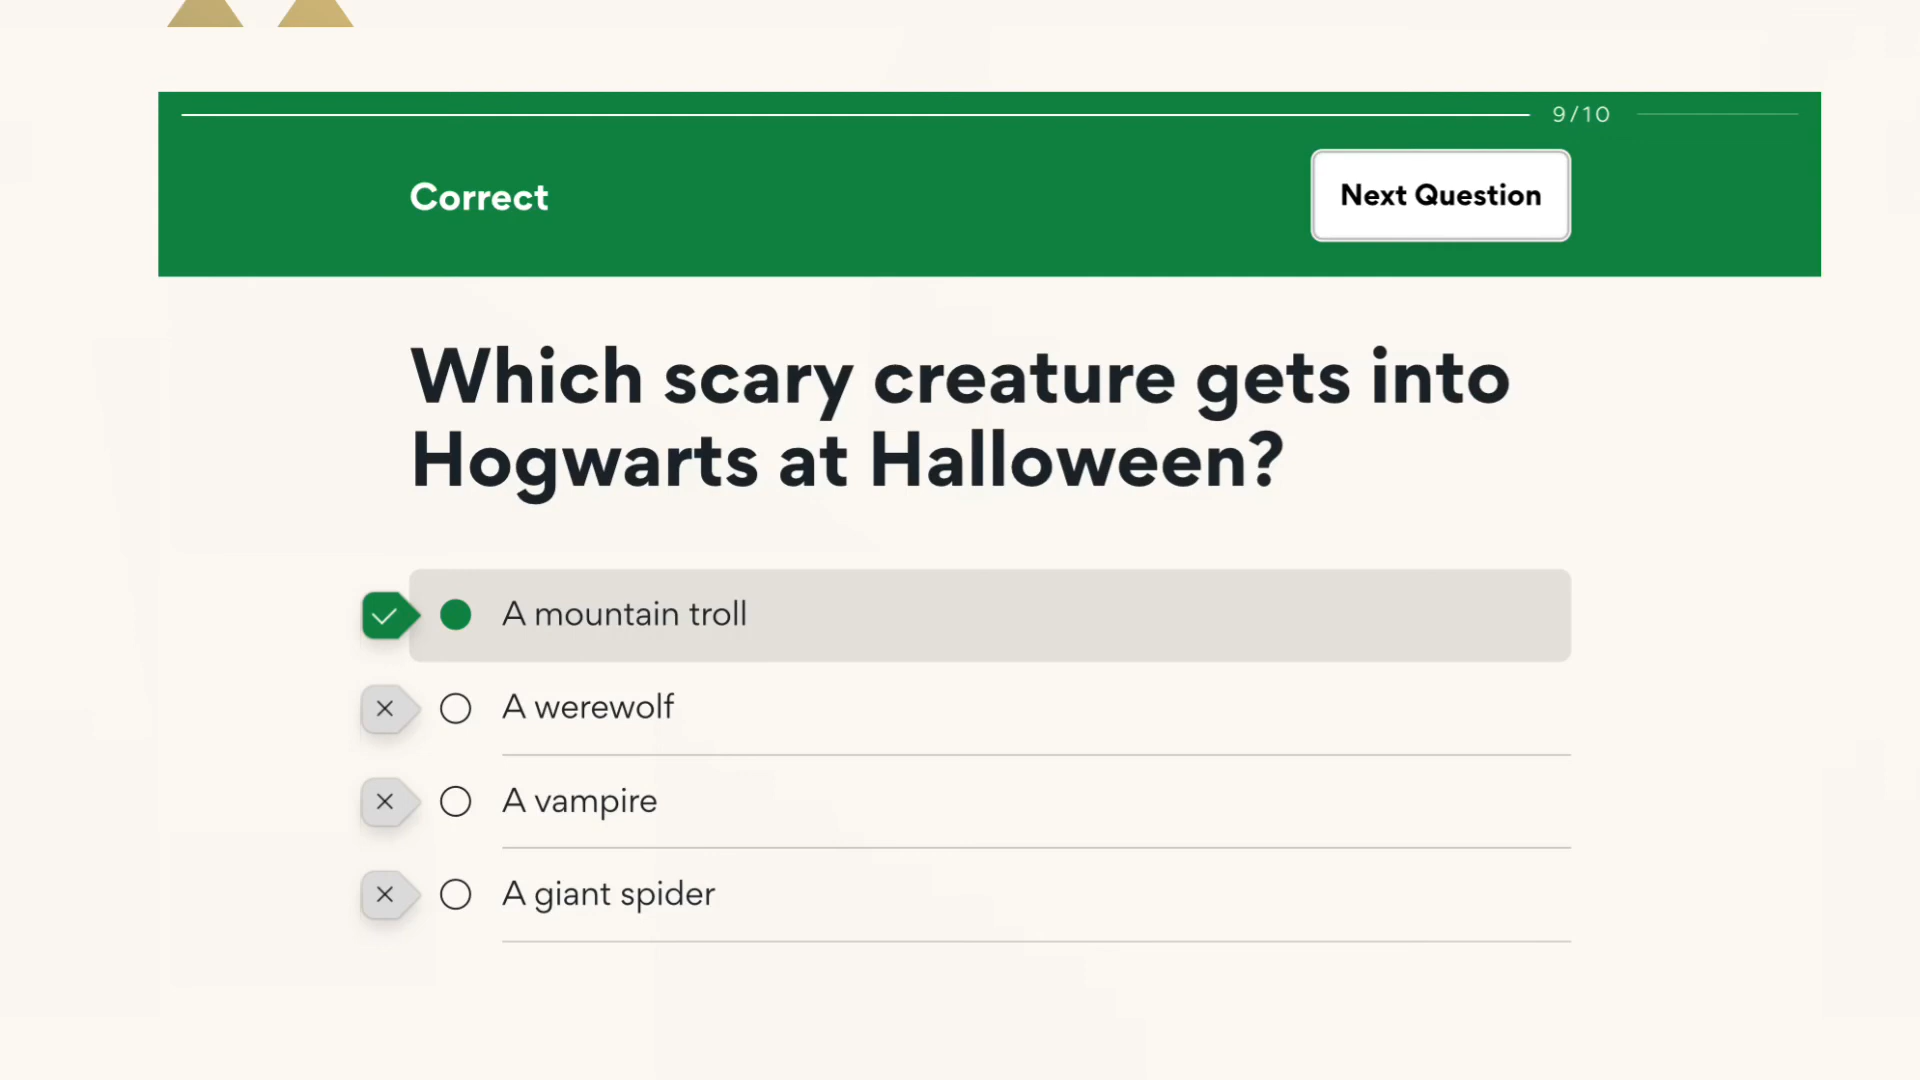 9/10
Correct
Next Question
Which scary creature gets into
Hogwarts at Halloween?
A mountain troll
A werewolf
A vampire
A giant spider